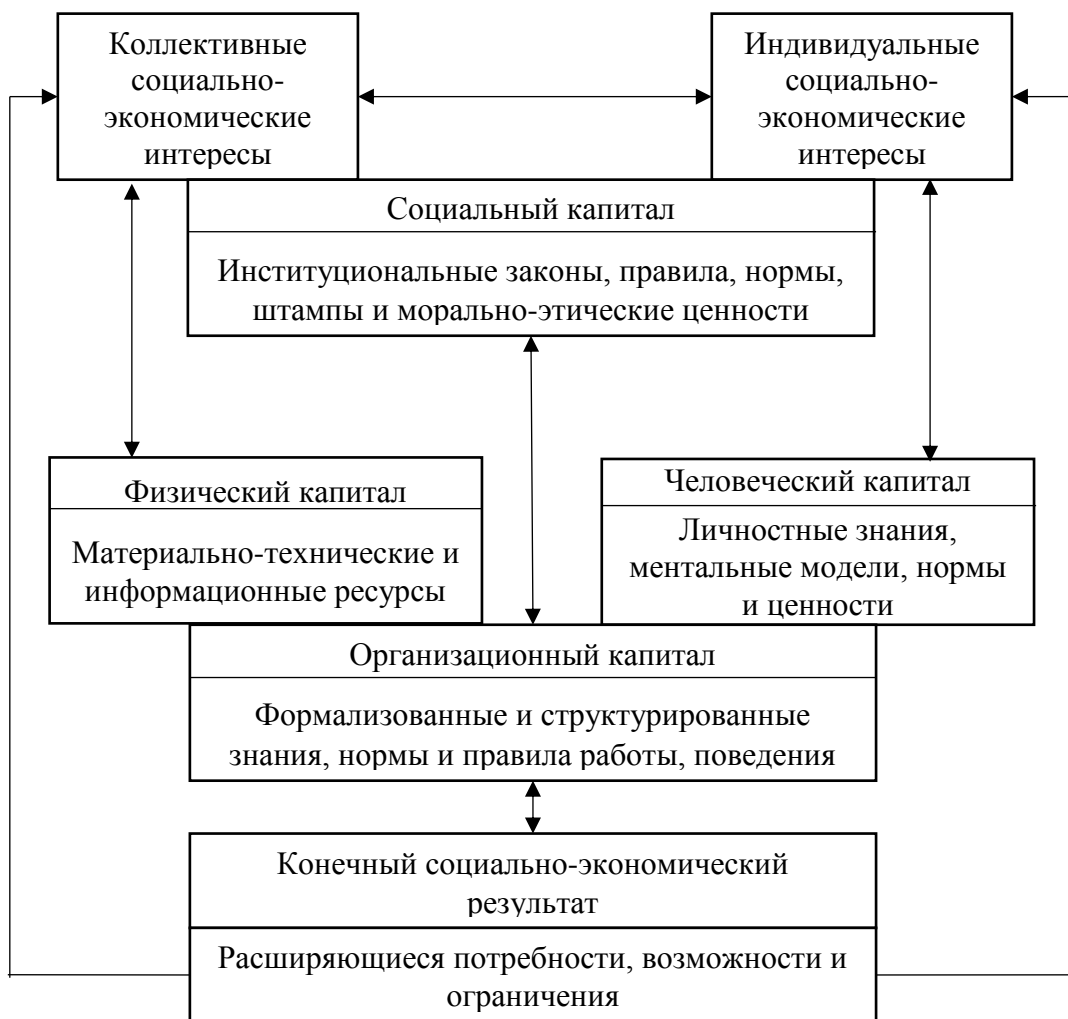 Коллективные
социально-
экономические
интересы
Индивидуальные
социально-
экономические
интересы
Социальный капитал
Институциональные законы, правила, нормы,
штампы и морально-этические ценности
Физический капитал
Материально-технические и
информационные ресурсы
Человеческий капитал
Личностные знания,
ментальные модели, нормы
и ценности
Организационный капитал
Формализованные и структурированные
знания, нормы и правила работы, поведения
Конечный социально-экономический
результат
Расширяющиеся потребности, возможности и
ограничения